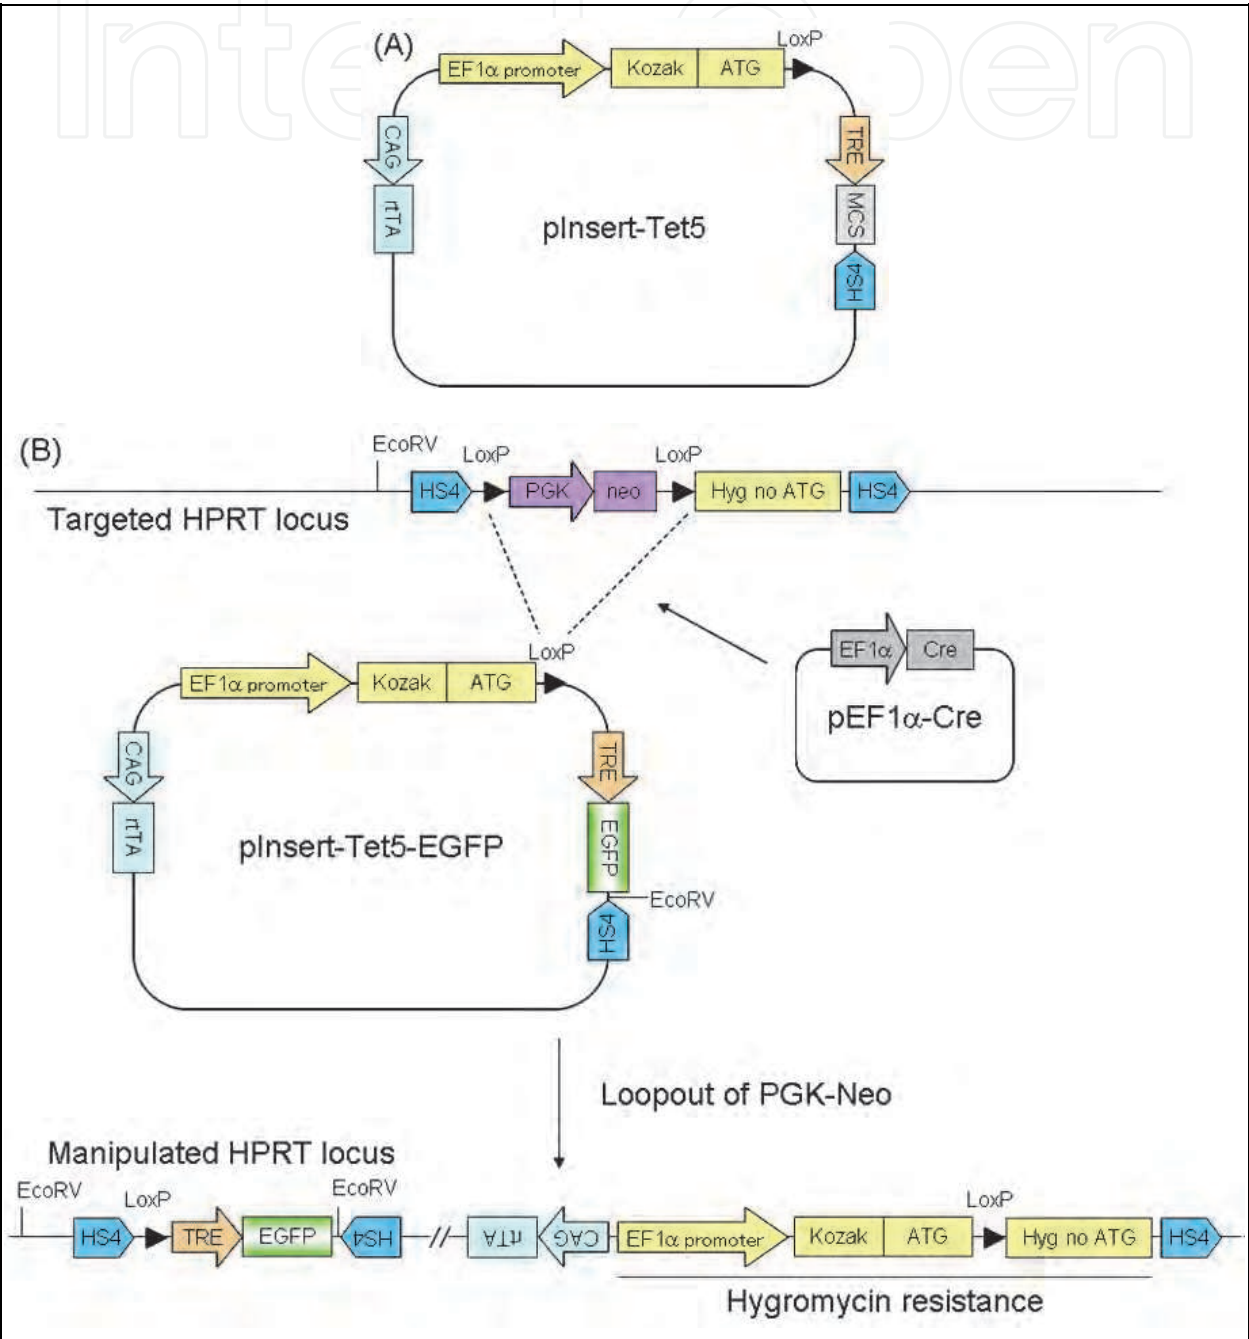 InterOpen
(A)
LoxP
EF1α promoter
Kozak
ATG
CAG
TRE
rtTA
MCS
HS4
pInsert-Tet5
(B)
EcoRV
LoxP
LoxP
HS4
PGK
neo
Hyg no ATG
HS4
Targeted HPRT locus
LoxP
EF1α promoter
Kozak
ATG
EF1α
Cre
pEF1α-Cre
CAG
TRE
rtTA
EGFP
pInsert-Tet5-EGFP
EcoRV
HS4
Loopout of PGK-Neo
Manipulated HPRT locus
EcoRV
LoxP
EcoRV
LoxP
HS4
TRE
EGFP
HS4
//
rtTA
CAG
EF1α promoter
Kozak
ATG
Hyg no ATG
HS4
Hygromycin resistance